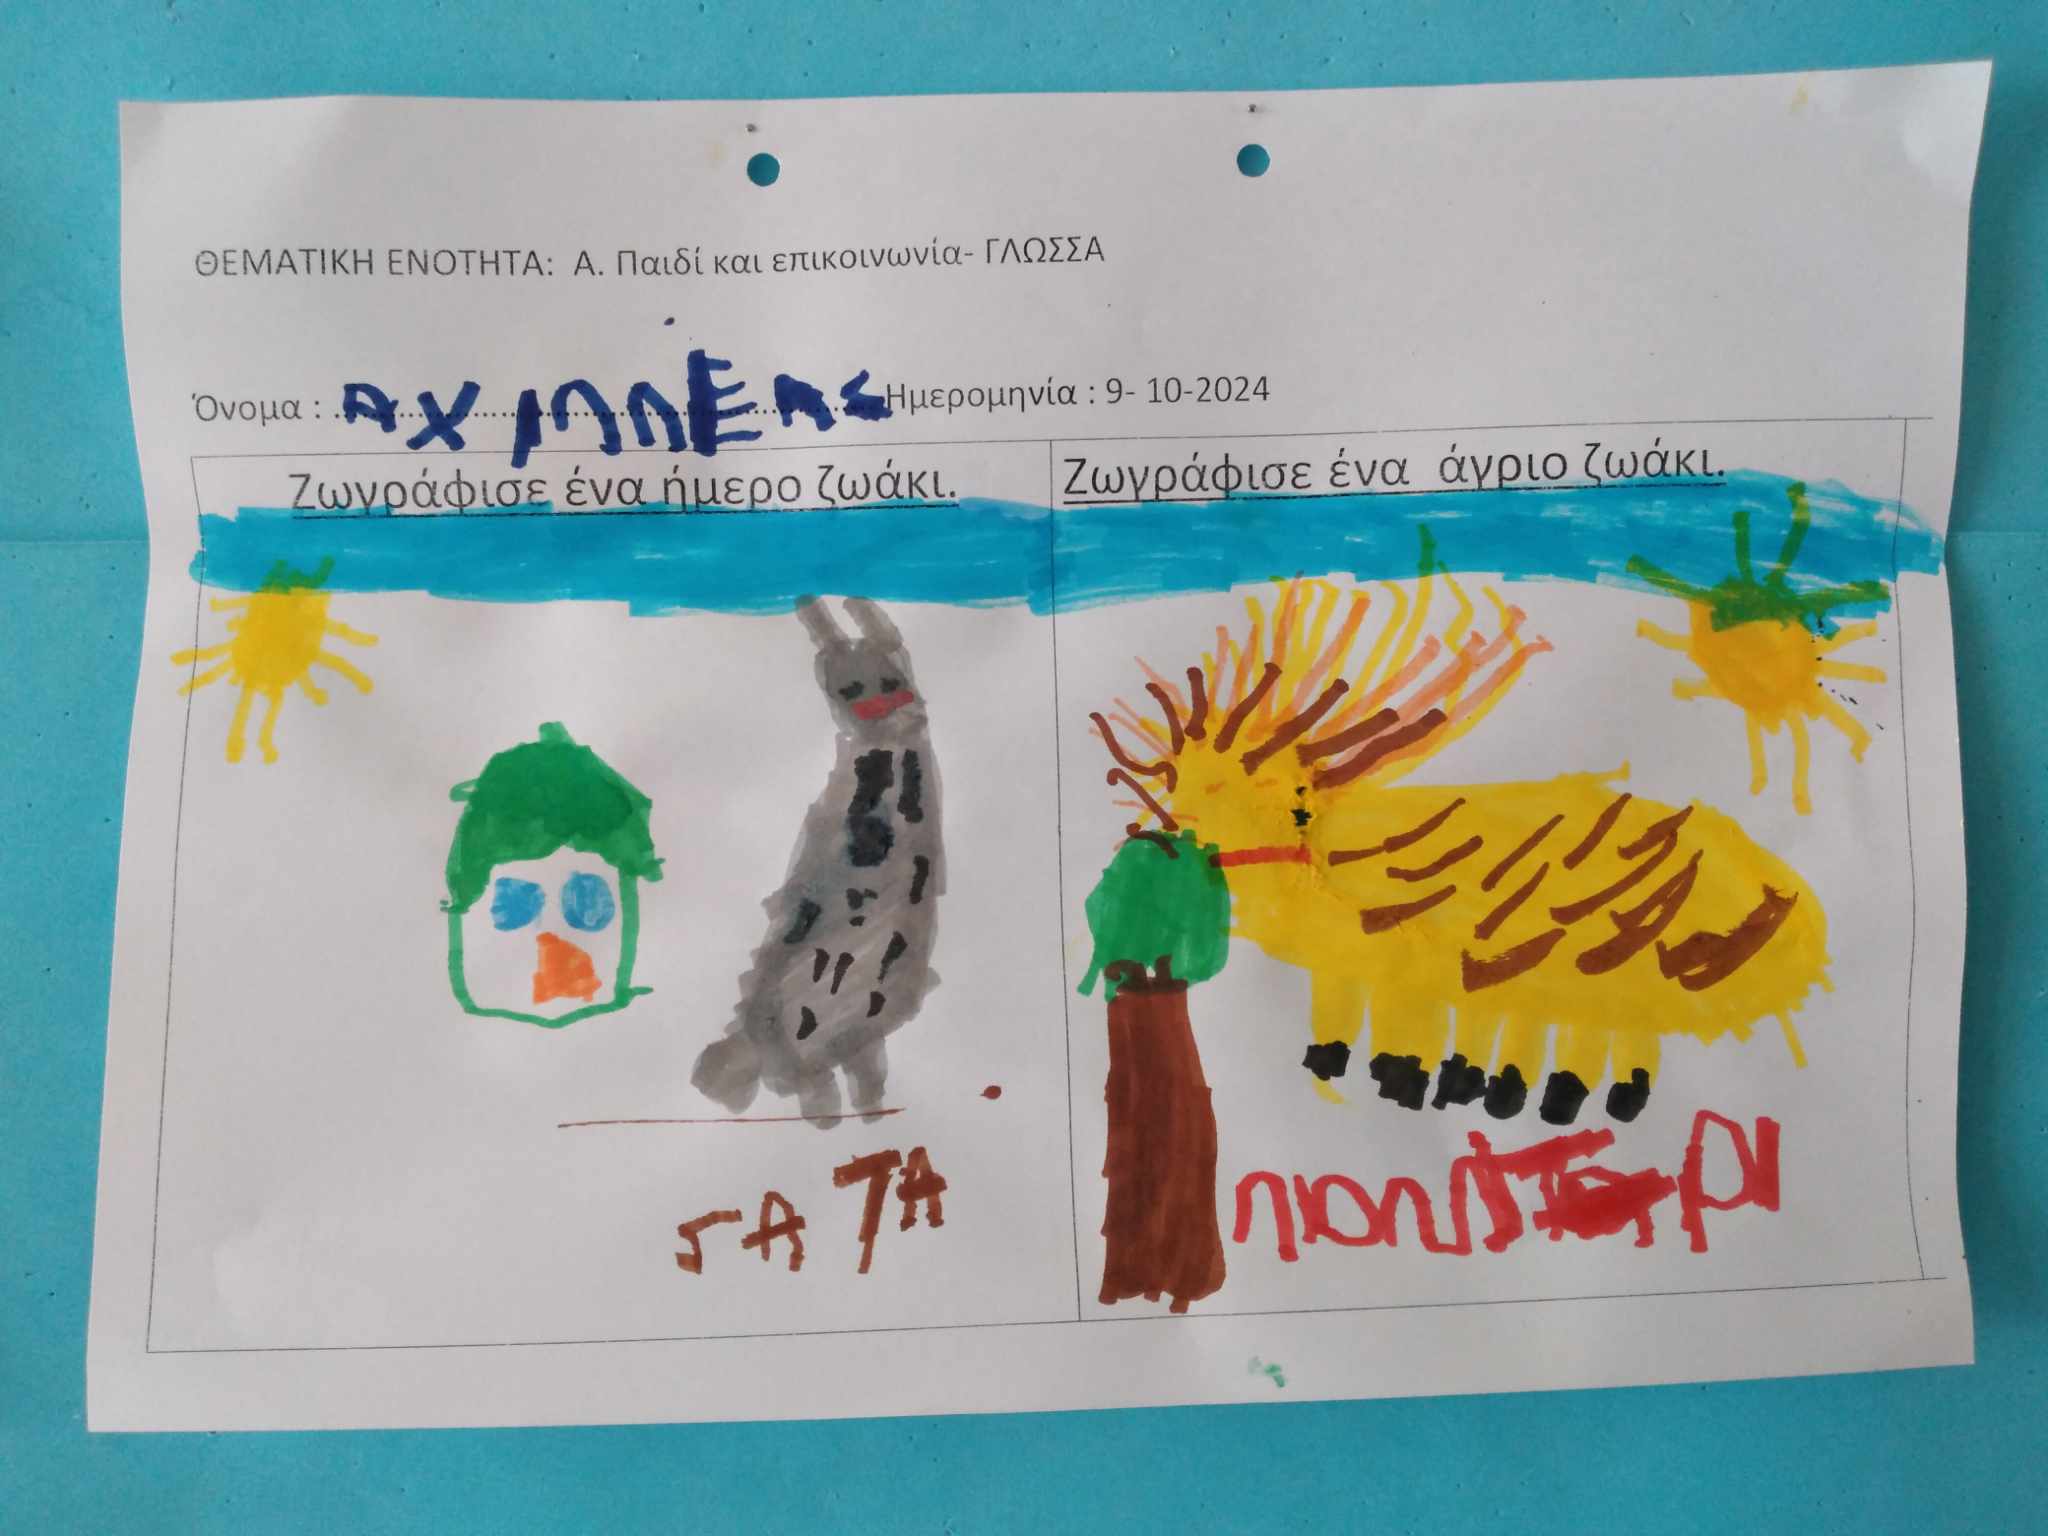 ΘΕΜΑΤΙΚΗ ΕΝΟΤΗΤΑ: Α. Παιδί και επικοινωνία- ΓΛΩΣΣΑ
Όνομα : ΑΧΙΛΛΕΑΣ Ημερομηνία : 9- 10-2024
Ζωγράφισε ένα ήμερο ζωάκι.
Ζωγράφισε ένα άγριο ζωάκι.
ΓΑΤΑ